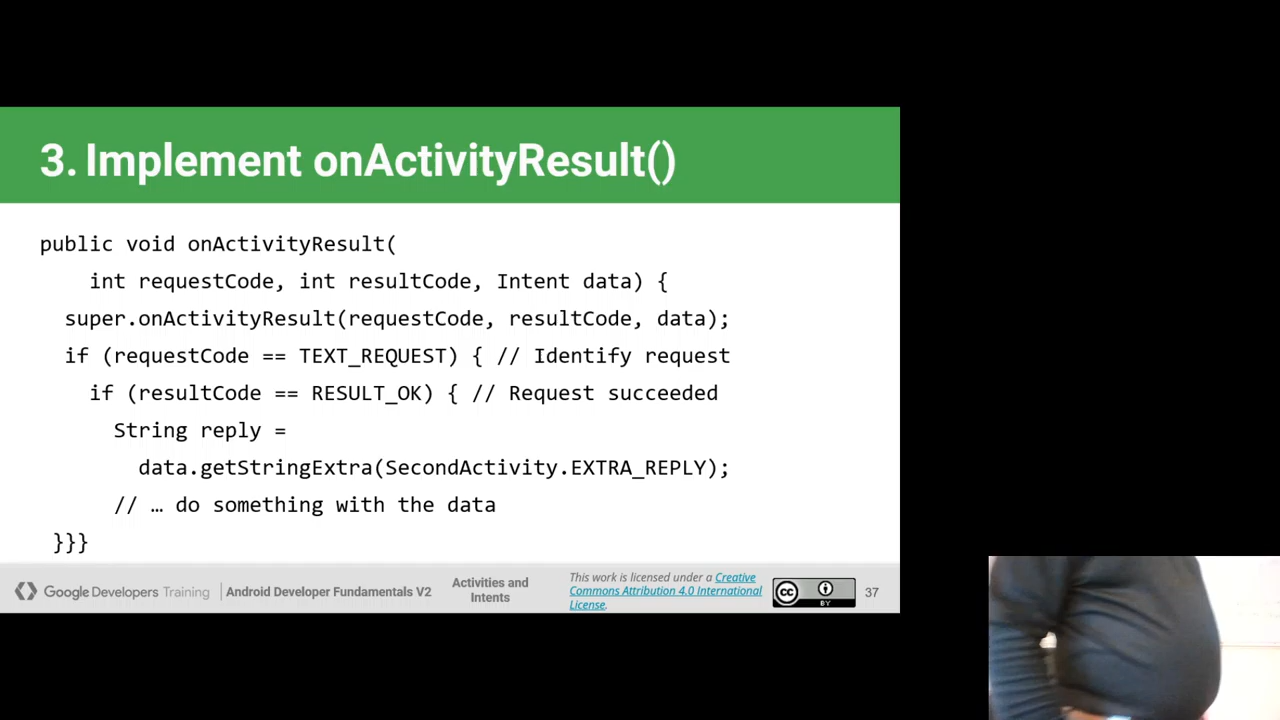 3. Implement onActivityResult()
public void onActivityResult(
int requestCode, int resultCode, Intent data) {
super.onActivityResult(requestCode, resultCode, data);
if (requestCode == TEXT_REQUEST) { // Identify request
if (resultCode == RESULT_OK) { // Request succeeded
String reply =
data.getStringExtra(SecondActivity.EXTRA_REPLY);
// … do something with the data
}}}
Google Developers Training
Android Developer Fundamentals V2
Activities and
Intents
This work is licensed under a Creative
Commons Attribution 4.0 International
License.
cc
BY
37